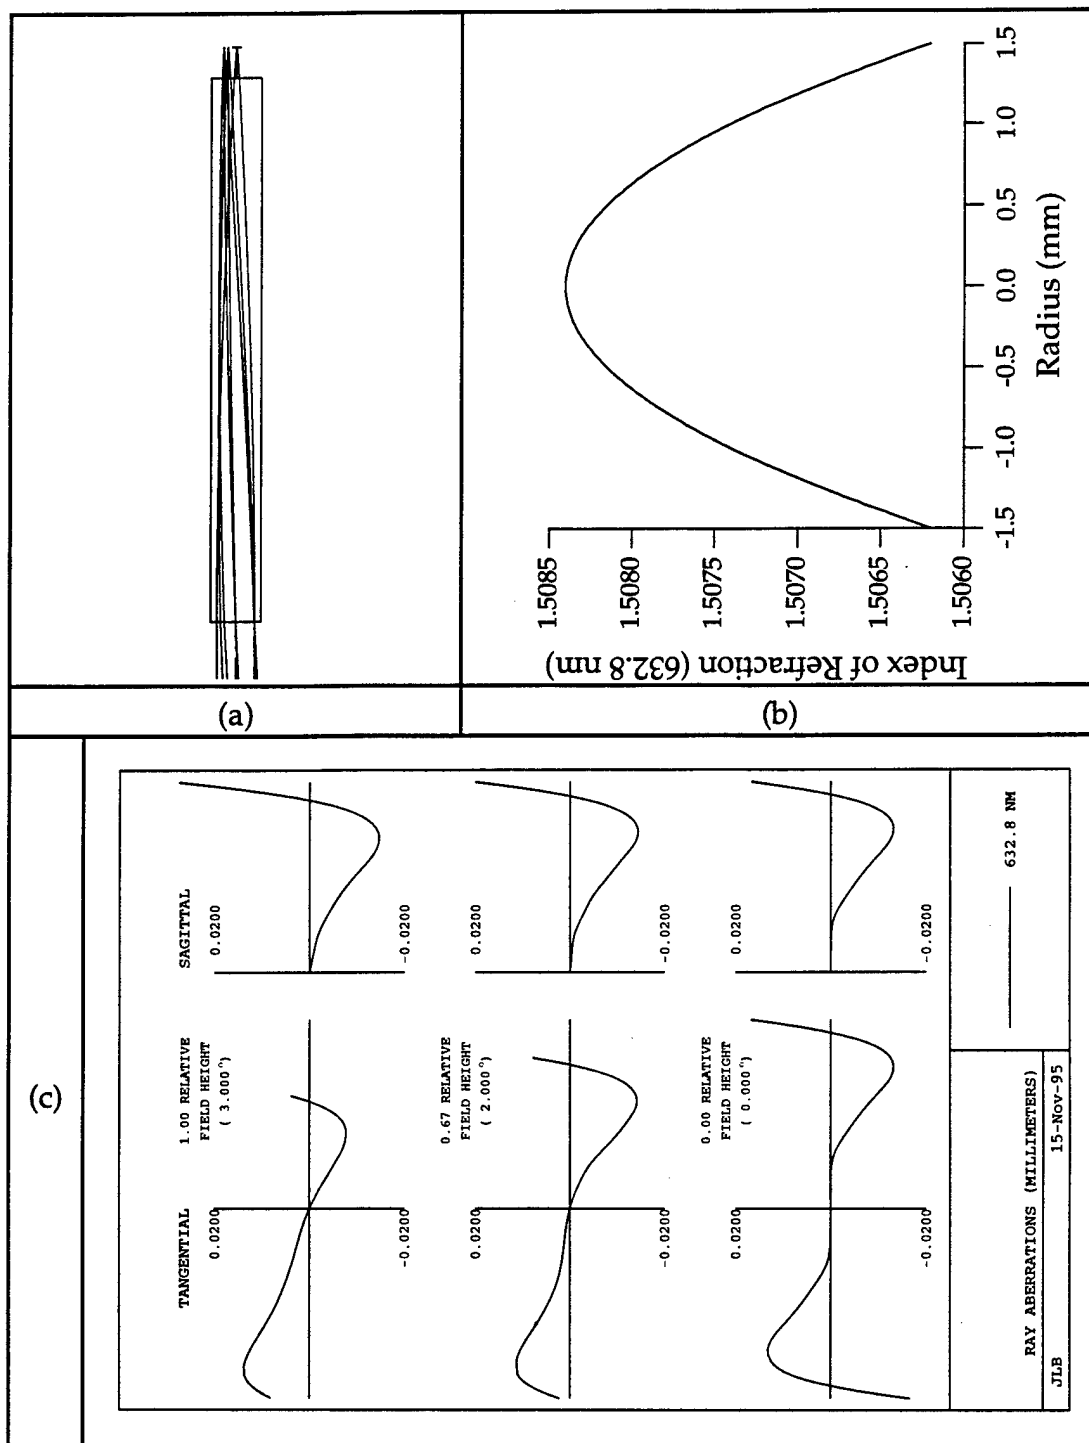 (a)
(b)
Index of Refraction (632.8 nm)
1.5085
1.5080
1.5075
1.5070
1.5065
1.5060
-1.5
-1.0
-0.5
0.0
0.5
1.0
1.5
Radius (mm)
(c)
TANGENTIAL
SAGITTAL
1.00 RELATIVE
FIELD HEIGHT
( 3.000°)
0.0200
-0.0200
0.0200
-0.0200
0.67 RELATIVE
FIELD HEIGHT
( 2.000°)
0.0200
-0.0200
0.0200
-0.0200
0.00 RELATIVE
FIELD HEIGHT
( 0.000°)
0.0200
-0.0200
0.0200
-0.0200
RAY ABERRATIONS (MILLIMETERS)
JLB 15-Nov-95
632.8 NM